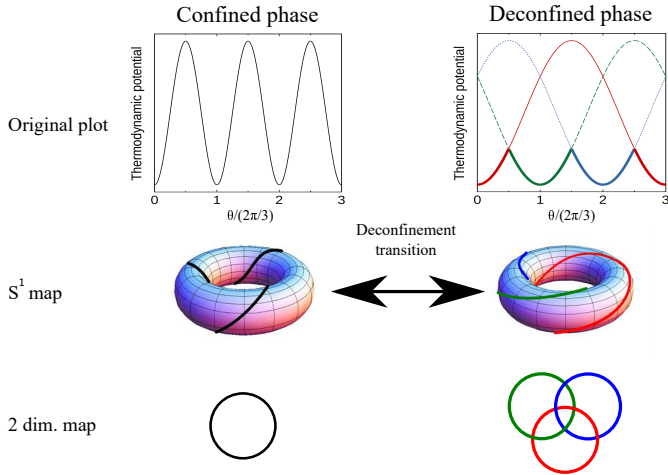 Confined phase
Deconfined phase
Original plot
Thermodynamic potential
0 1 2 3
θ/(2π/3)
Thermodynamic potential
0 1 2 3
θ/(2π/3)
Deconfinement
transition
S¹ map
2 dim. map